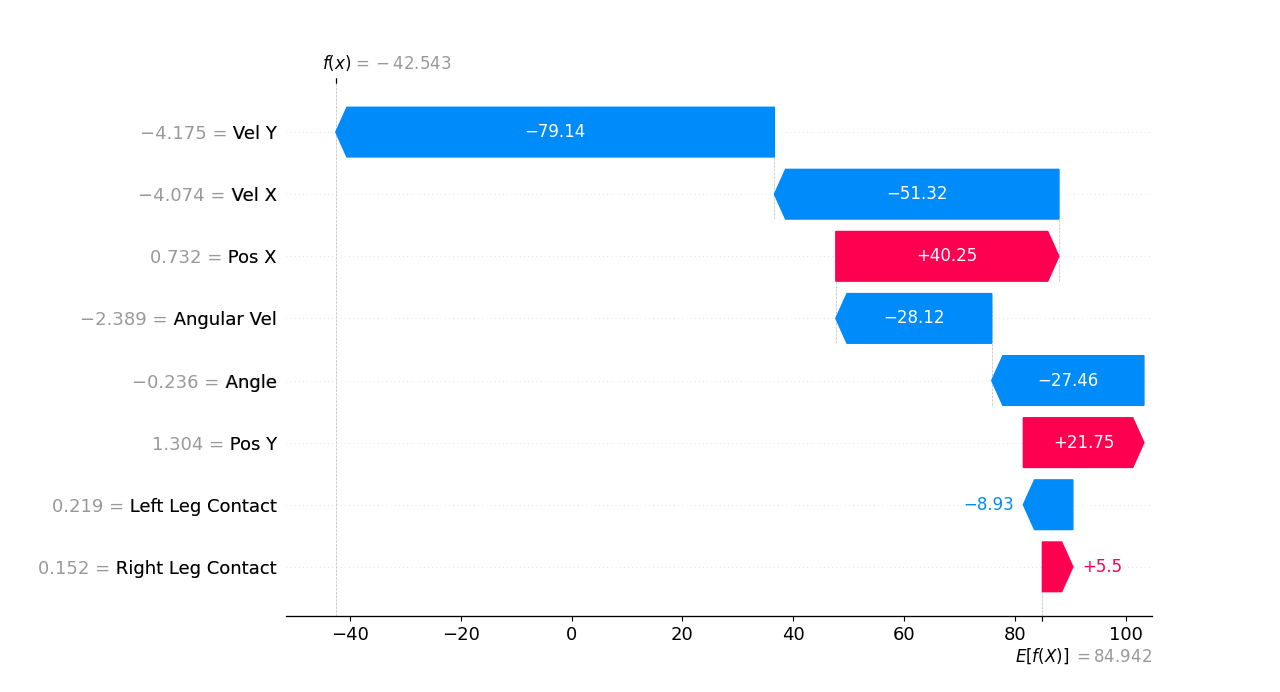 f(x) = −42.543
−4.175 = Vel Y
−79.14
−4.074 = Vel X
−51.32
0.732 = Pos X
+40.25
−2.389 = Angular Vel
−28.12
−0.236 = Angle
−27.46
1.304 = Pos Y
+21.75
0.219 = Left Leg Contact
−8.93
0.152 = Right Leg Contact
+5.5
−40 −20 0 20 40 60 80 100
E[f(X)] = 84.942